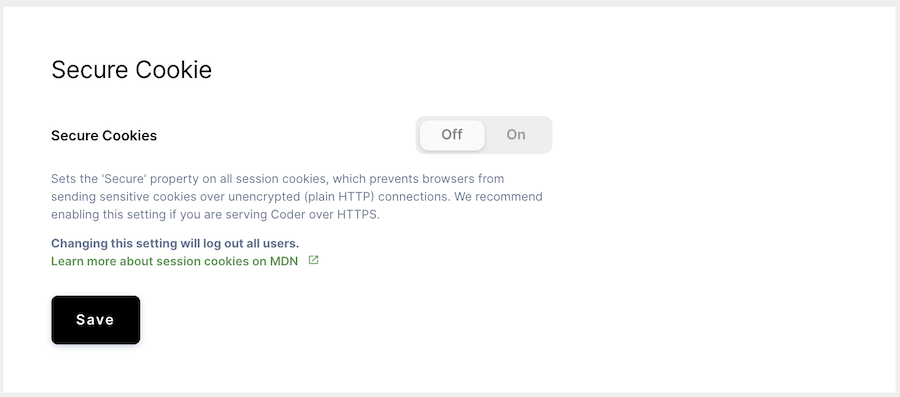 Secure Cookie
Secure Cookies
Off
On
Sets the 'Secure' property on all session cookies, which prevents browsers from
sending sensitive cookies over unencrypted (plain HTTP) connections. We recommend
enabling this setting if you are serving Coder over HTTPS.
Changing this setting will log out all users.
Learn more about session cookies on MDN
Save